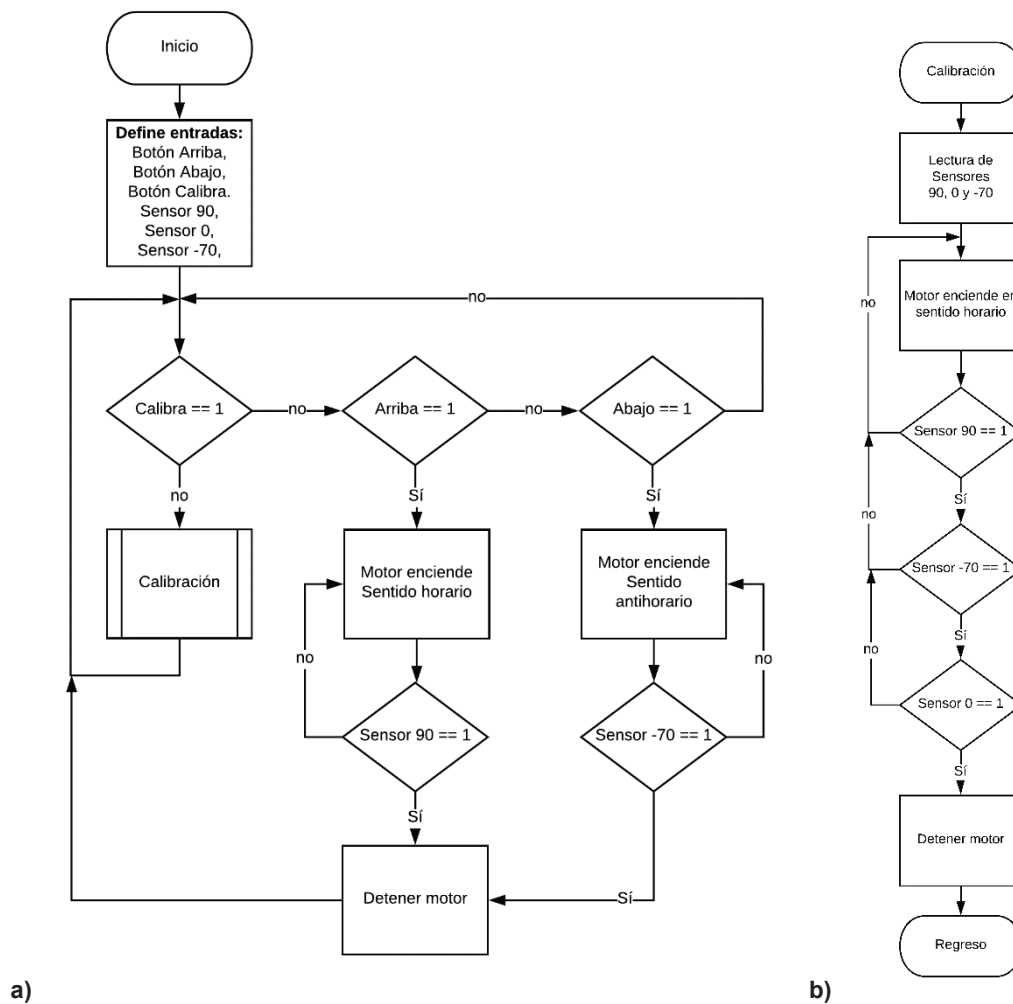 Inicio
Define entradas:
Botón Arriba,
Botón Abajo,
Botón Calibra.
Sensor 90,
Sensor 0,
Sensor -70,
no
Calibra == 1
no
Arriba == 1
no
Abajo == 1
no
Sí
Sí
Calibración
Motor enciende
Sentido horario
Motor enciende
Sentido
antihorario
no
no
Sensor 90 == 1
Sensor -70 == 1
Sí
Detener motor
Sí
a)
Calibración
Lectura de
Sensores
90, 0 y -70
no
Motor enciende en
sentido horario
Sensor 90 == 1
Sí
no
Sensor -70 == 1
Sí
no
Sensor 0 == 1
Sí
Detener motor
Regreso
b)